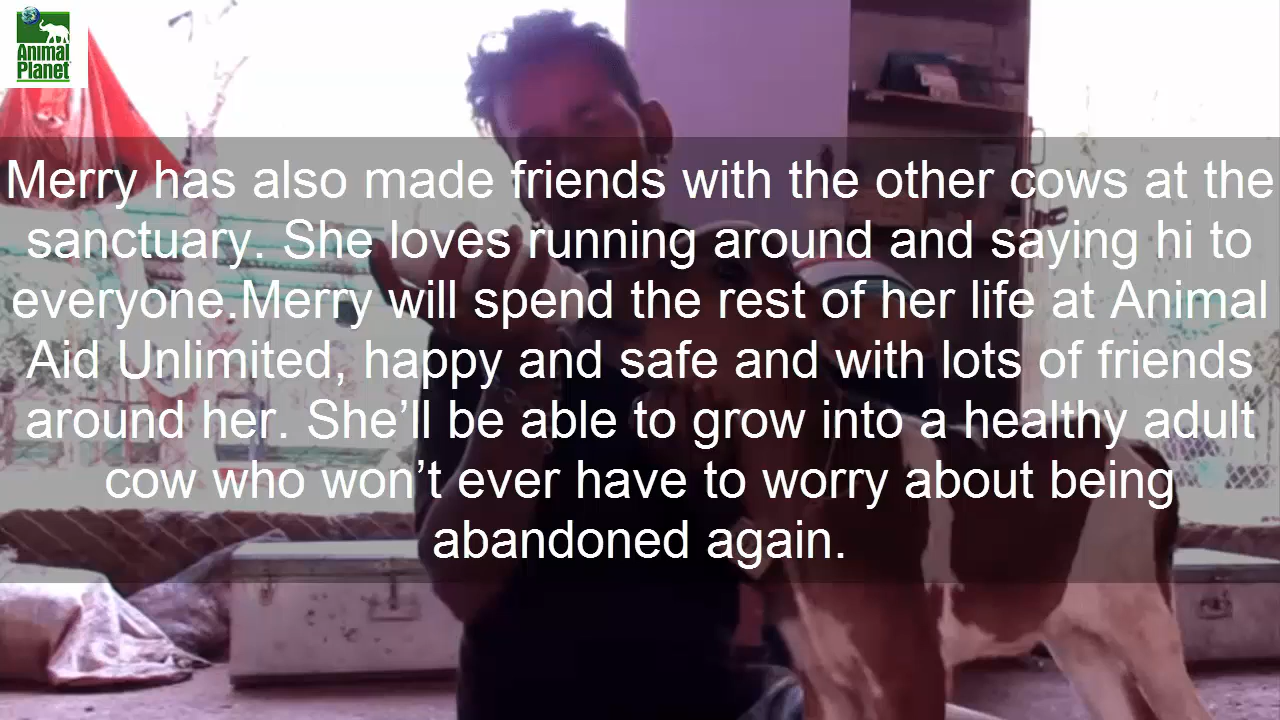 Animal
Planet
Merry has also made friends with the other cows at the
sanctuary. She loves running around and saying hi to
everyone.Merry will spend the rest of her life at Animal
Aid Unlimited, happy and safe and with lots of friends
around her. She’ll be able to grow into a healthy adult
cow who won’t ever have to worry about being
abandoned again.